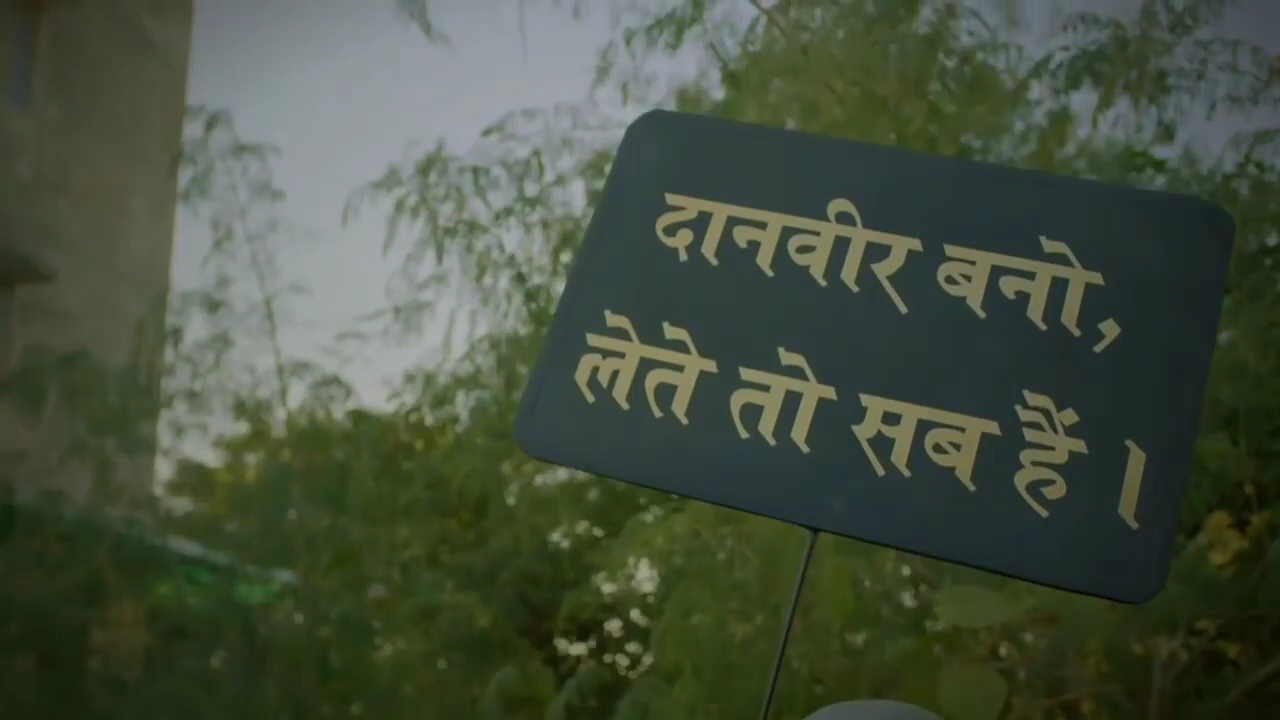 दानवीर बनो,
लेते तो सब हैं ।